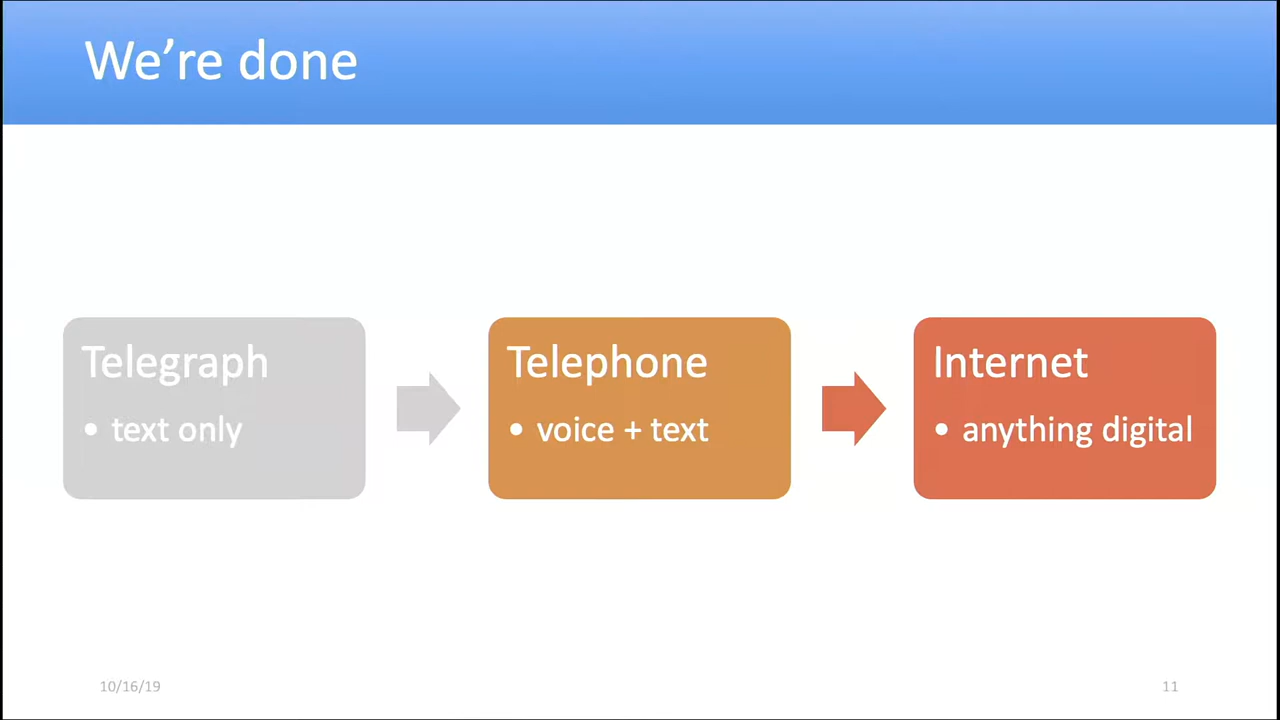 We’re done
Telegraph
• text only
Telephone
• voice + text
Internet
• anything digital
10/16/19
11